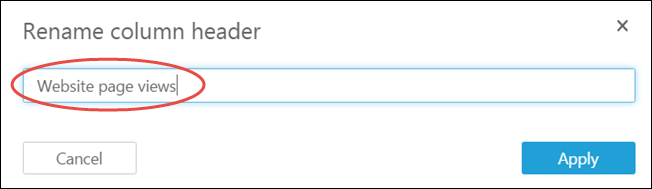 Rename column header
Website page views
Cancel
Apply